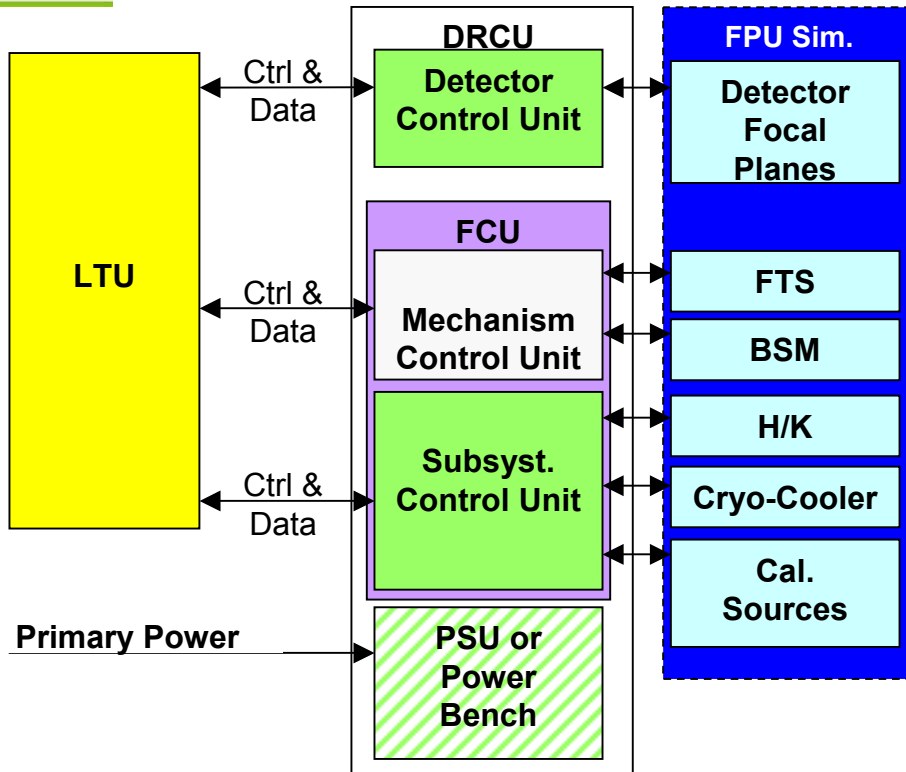 DRCU
FPU Sim.
LTU
Ctrl &
Data
Detector
Control Unit
Detector
Focal
Planes
FCU
Ctrl &
Data
Mechanism
Control Unit
FTS
BSM
Ctrl &
Data
Subsyst.
Control Unit
H/K
Cryo-Cooler
Cal.
Sources
Primary Power
PSU or
Power
Bench